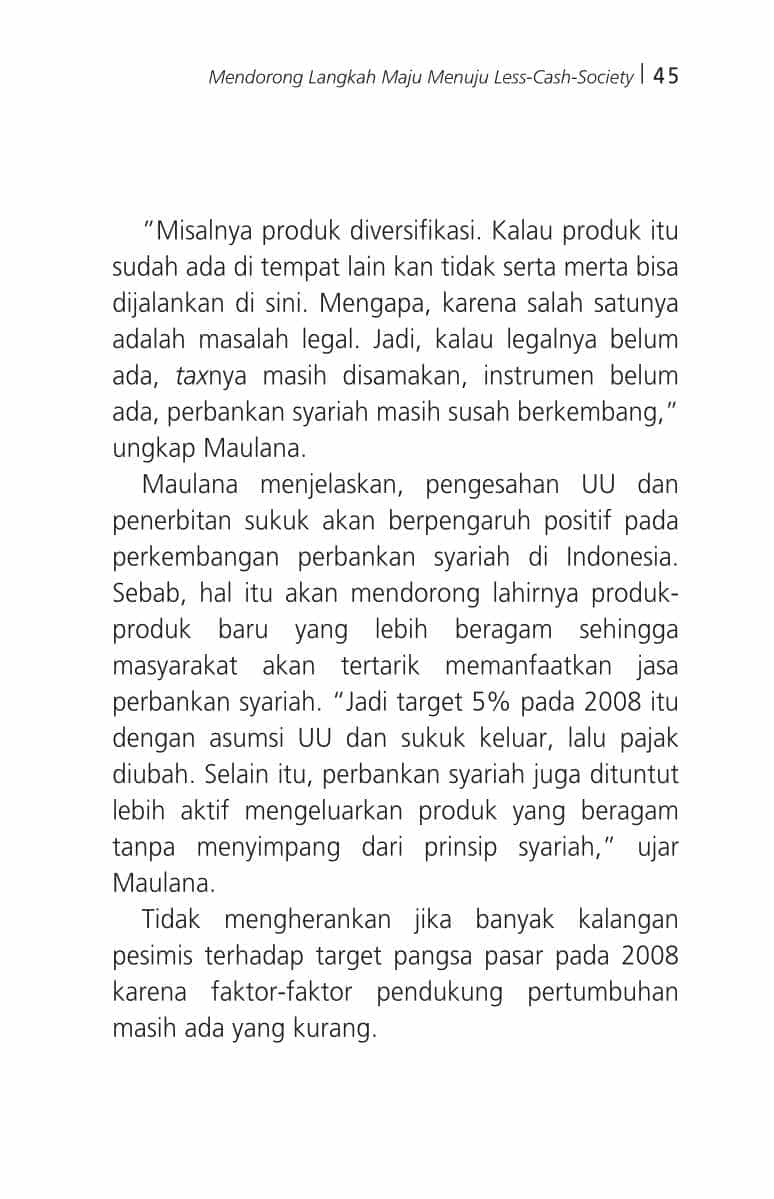 Mendorong Langkah Maju Menuju Less-Cash-Society | 45
”Misalnya produk diversifikasi. Kalau produk itu
sudah ada di tempat lain kan tidak serta merta bisa
dijalankan di sini. Mengapa, karena salah satunya
adalah masalah legal. Jadi, kalau legalnya belum
ada, taxnya masih disamakan, instrumen belum
ada, perbankan syariah masih susah berkembang,”
ungkap Maulana.
Maulana menjelaskan, pengesahan UU dan
penerbitan sukuk akan berpengaruh positif pada
perkembangan perbankan syariah di Indonesia.
Sebab, hal itu akan mendorong lahirnya produk-
produk baru yang lebih beragam sehingga
masyarakat akan tertarik memanfaatkan jasa
perbankan syariah. “Jadi target 5% pada 2008 itu
dengan asumsi UU dan sukuk keluar, lalu pajak
diubah. Selain itu, perbankan syariah juga dituntut
lebih aktif mengeluarkan produk yang beragam
tanpa menyimpang dari prinsip syariah,” ujar
Maulana.
Tidak mengherankan jika banyak kalangan
pesimis terhadap target pangsa pasar pada 2008
karena faktor-faktor pendukung pertumbuhan
masih ada yang kurang.